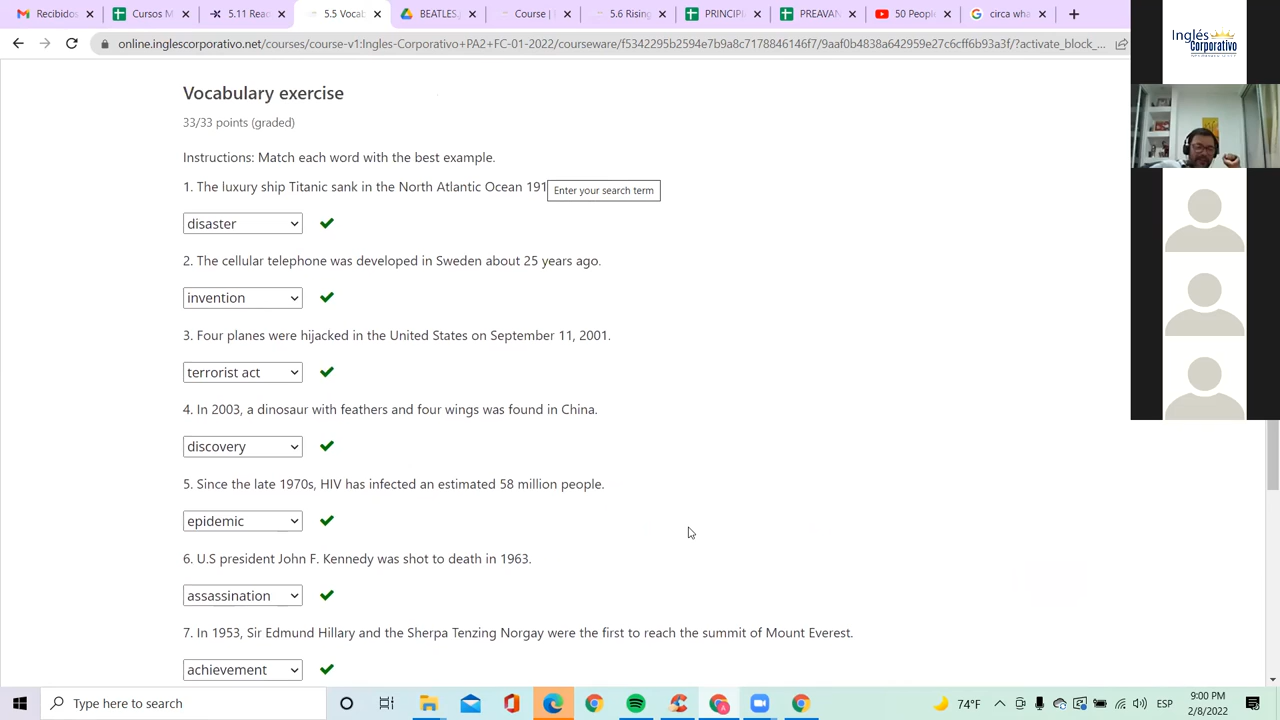 Recibidos
Cursos M
5.11 Read
5.5 Vocab
BEATLES
Course
5.6 Rising
PRINCIPI
PREAVAN
50 People
circa wha
online.inglescorporativo.net/courses/course-v1:Ingles-Corporativo+PA2+FC-01-2022/courseware/f5342295b2594e7b9a8c7178846146f7/9aaf0b4838a642959e27c6cff6b93a3f/?activate_block_...
Inglés
Corporativo
Vocabulary exercise
33/33 points (graded)
Instructions: Match each word with the best example.
1. The luxury ship Titanic sank in the North Atlantic Ocean 191
Enter your search term
disaster
2. The cellular telephone was developed in Sweden about 25 years ago.
invention
3. Four planes were hijacked in the United States on September 11, 2001.
terrorist act
4. In 2003, a dinosaur with feathers and four wings was found in China.
discovery
5. Since the late 1970s, HIV has infected an estimated 58 million people.
epidemic
6. U.S president John F. Kennedy was shot to death in 1963.
assassination
7. In 1953, Sir Edmund Hillary and the Sherpa Tenzing Norgay were the first to reach the summit of Mount Everest.
achievement
Type here to search
74°F
ESP
9:00 PM
2/8/2022